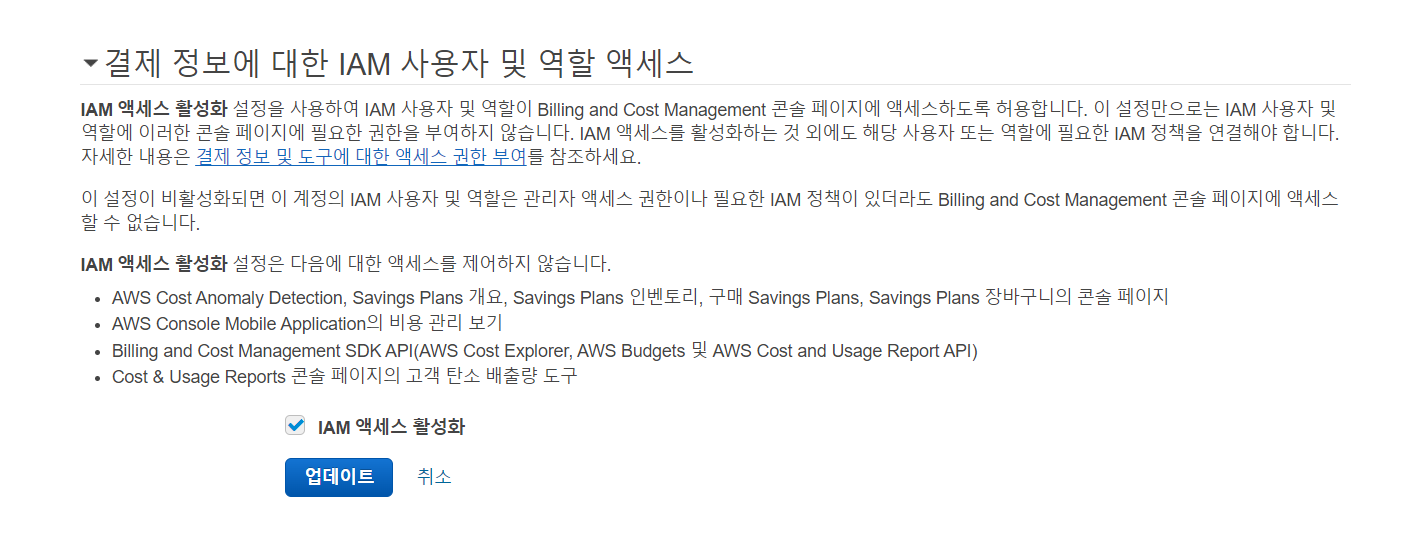 결제 정보에 대한 IAM 사용자 및 역할 액세스
IAM 액세스 활성화 설정을 사용하여 IAM 사용자 및 역할이 Billing and Cost Management 콘솔 페이지에 액세스하도록 허용합니다. 이 설정만으로는 IAM 사용자 및
역할에 이러한 콘솔 페이지에 필요한 권한을 부여하지 않습니다. IAM 액세스를 활성화하는 것 외에도 해당 사용자 또는 역할에 필요한 IAM 정책을 연결해야 합니다.
자세한 내용은 결제 정보 및 도구에 대한 액세스 권한 부여를 참조하세요.
이 설정이 비활성화되면 이 계정의 IAM 사용자 및 역할은 관리자 액세스 권한이나 필요한 IAM 정책이 있더라도 Billing and Cost Management 콘솔 페이지에 액세스
할 수 없습니다.
IAM 액세스 활성화 설정은 다음에 대한 액세스를 제어하지 않습니다.
• AWS Cost Anomaly Detection, Savings Plans 개요, Savings Plans 인벤토리, 구매 Savings Plans, Savings Plans 장바구니의 콘솔 페이지
• AWS Console Mobile Application의 비용 관리 보기
• Billing and Cost Management SDK API(AWS Cost Explorer, AWS Budgets 및 AWS Cost and Usage Report API)
• Cost & Usage Reports 콘솔 페이지의 고객 탄소 배출량 도구
IAM 액세스 활성화
업데이트 취소